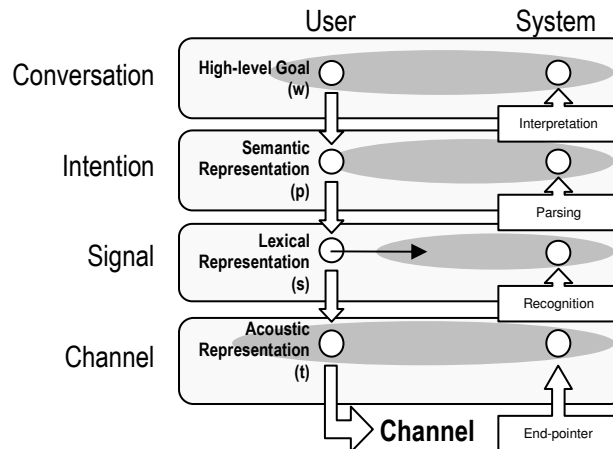 User System
Conversation
High-level Goal
(w)
Interpretation
Intention
Semantic
Representation
(p)
Parsing
Signal
Lexical
Representation
(s)
Recognition
Channel
Acoustic
Representation
(t)
Channel
End-pointer